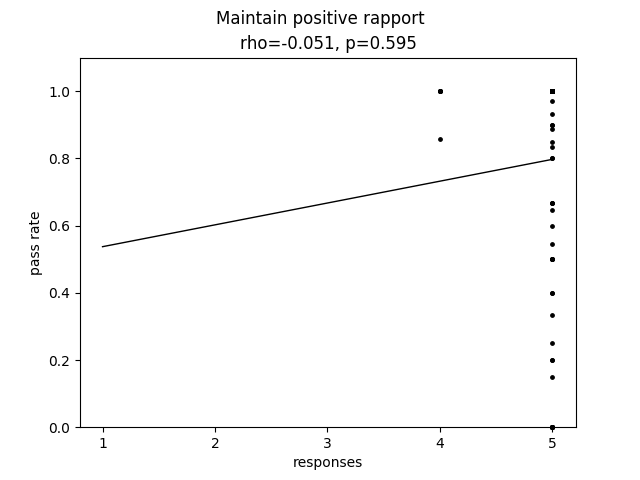 Maintain positive rapport
rho=-0.051, p=0.595
1.0
0.8
0.6
0.4
0.2
0.0
pass rate
1 2 3 4 5
responses